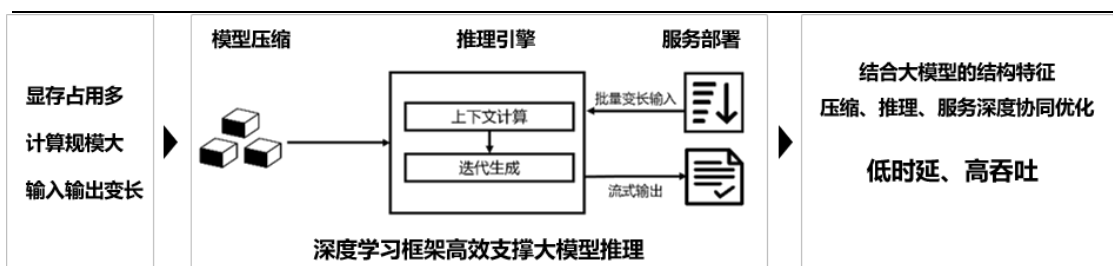 显存占用多
计算规模大
输入输出变长
模型压缩
推理引擎
服务部署
上下文计算
迭代生成
批量变长输入
流式输出
深度学习框架高效支撑大模型推理
结合大模型的结构特征
压缩、推理、服务深度协同优化
低时延、高吞吐